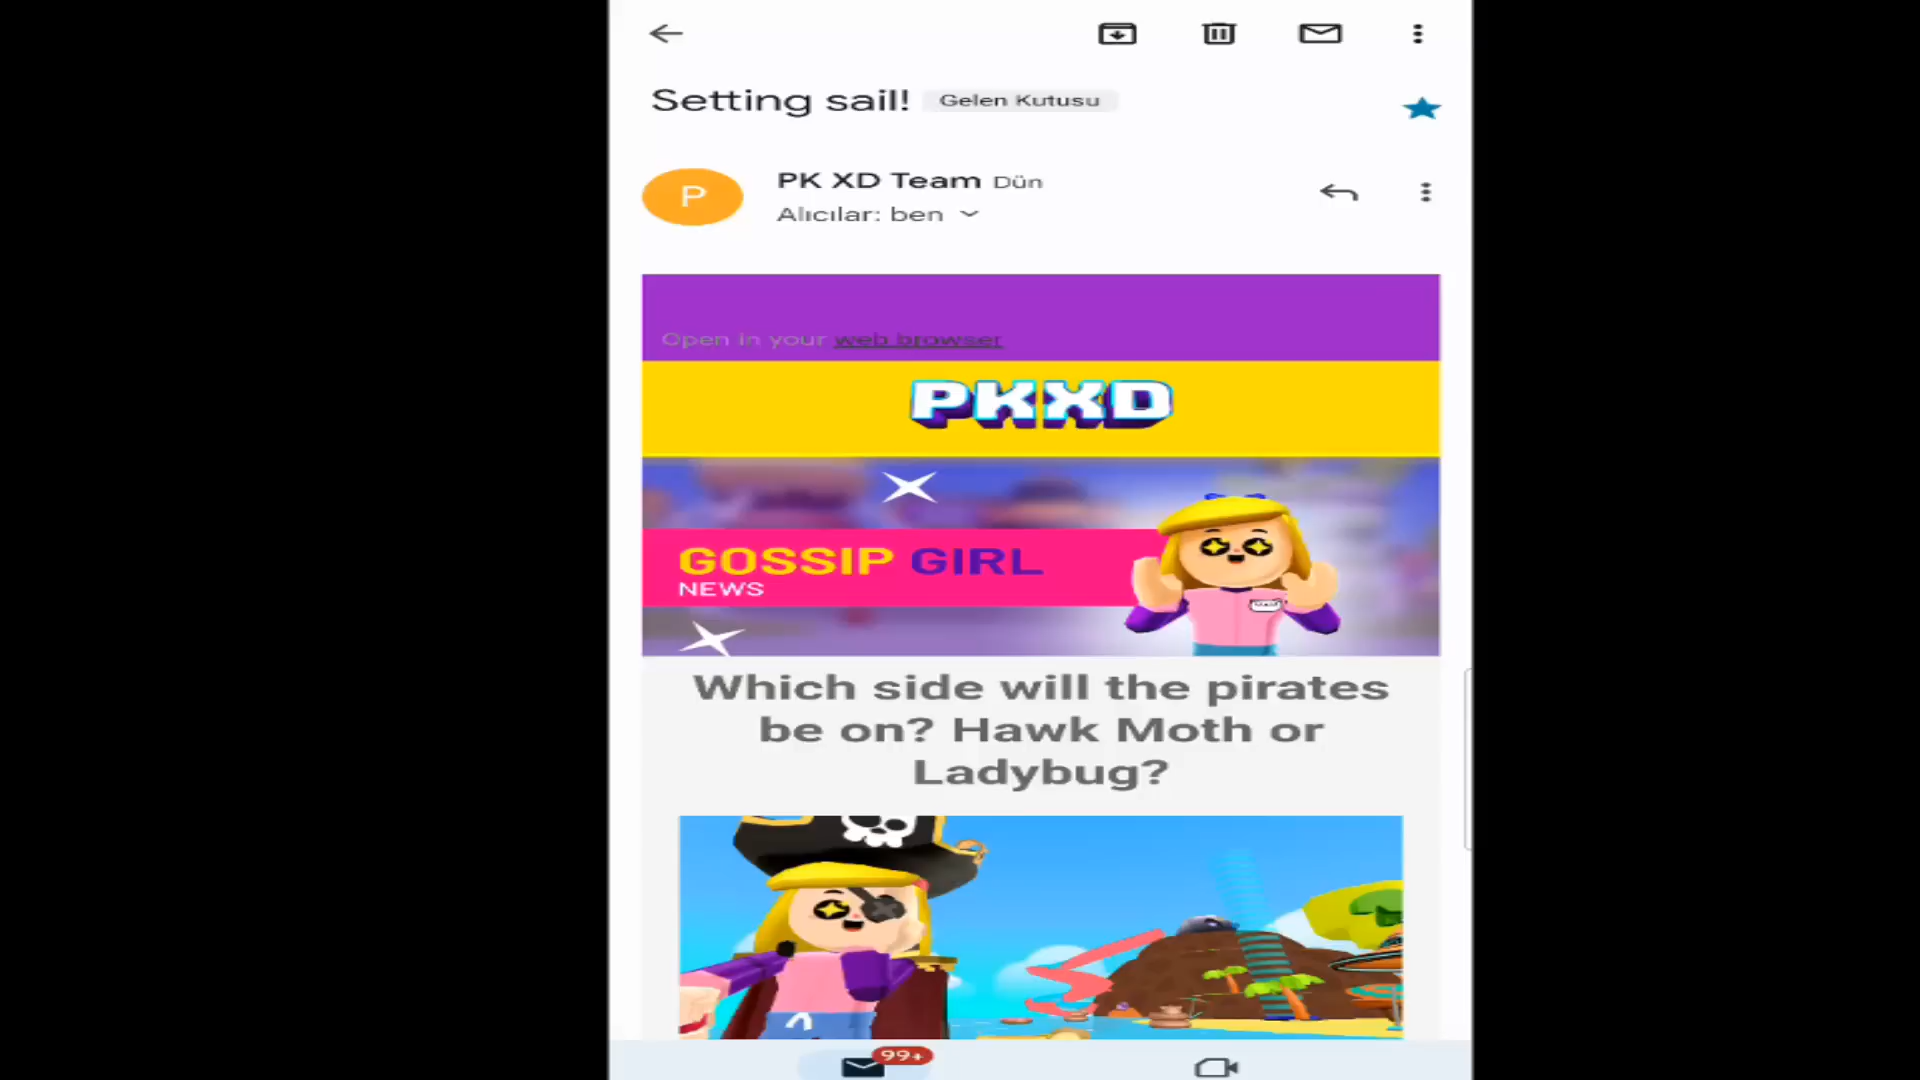 Setting sail! Gelen Kutusu
P
PK XD Team Dün
Alıcılar: ben
Open in your web browser
PKXD
GOSSIP GIRL
NEWS
Which side will the pirates
be on? Hawk Moth or
Ladybug?
99+